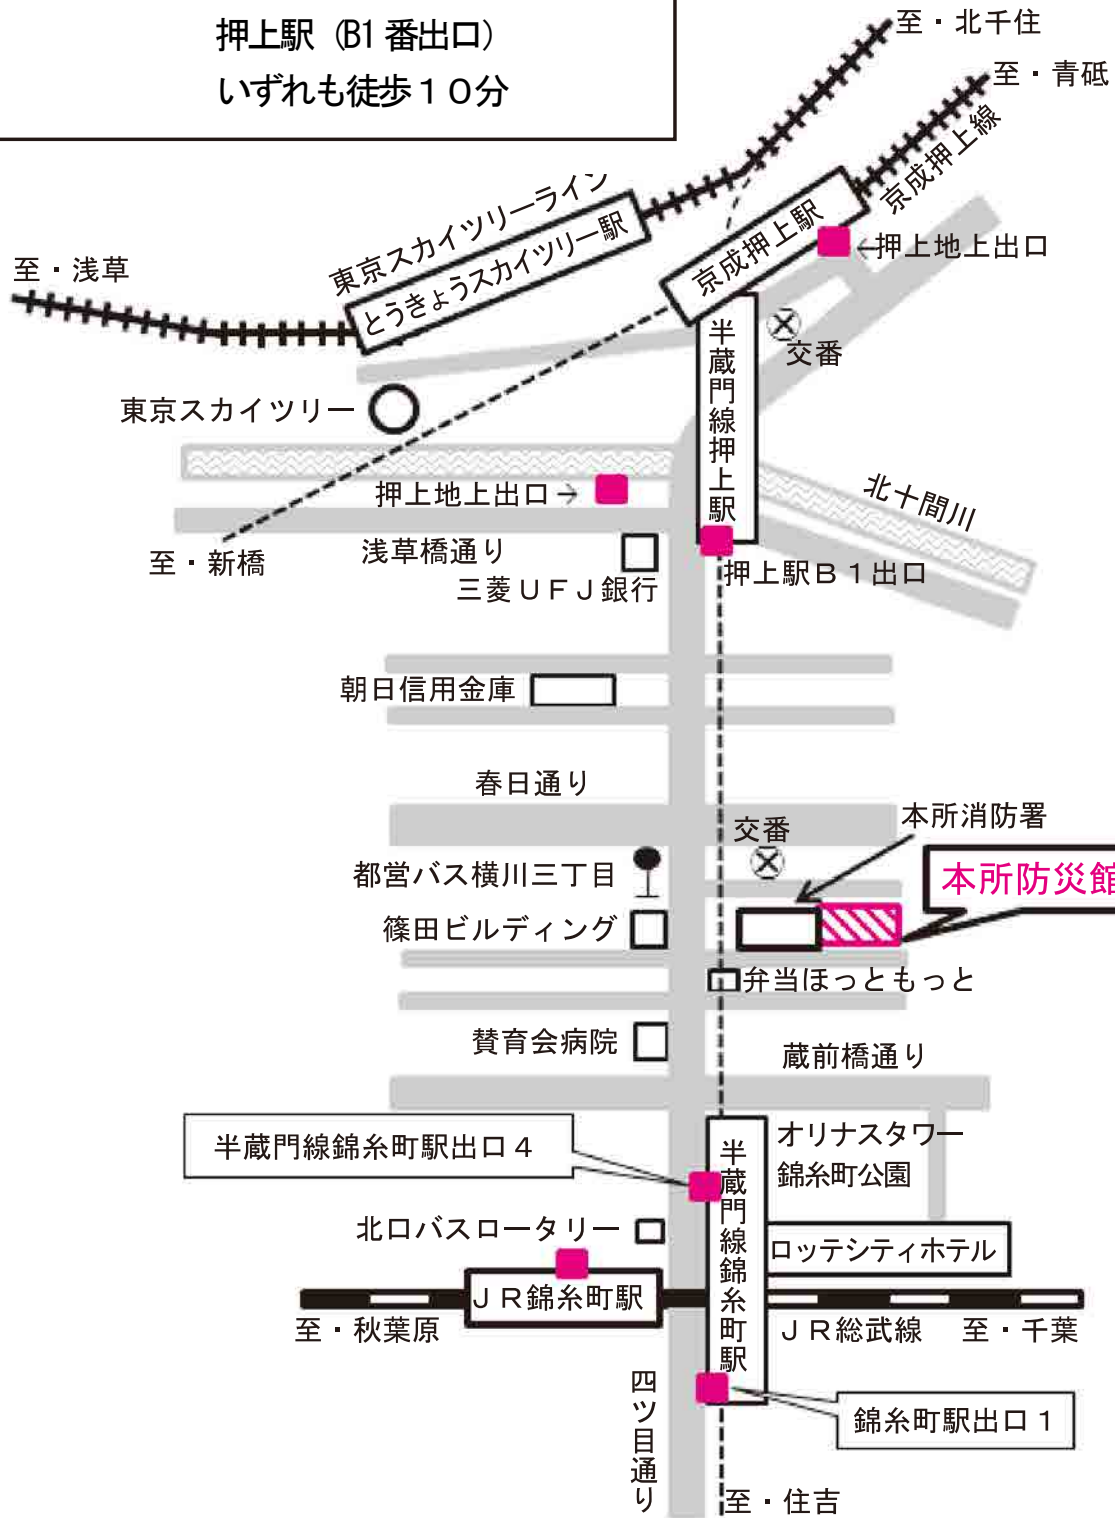 押上駅（B1番出口）
いずれも徒歩１０分
至・北千住
至・青砥
京成押上線
東京スカイツリーライン
とうきょうスカイツリー駅
京成押上駅
←押上地上出口
至・浅草
半蔵門線押上駅
交番
東京スカイツリー
押上地上出口→
北十間川
至・新橋
浅草橋通り
三菱ＵＦＪ銀行
押上駅Ｂ１出口
朝日信用金庫
春日通り
交番
本所消防署
都営バス横川三丁目
本所防災館
篠田ビルディング
弁当ほっともっと
賛育会病院
蔵前橋通り
半蔵門線錦糸町駅出口４
半蔵門線錦糸町駅
オリナスタワー
錦糸町公園
北口バスロータリー
ロッテシティホテル
ＪＲ錦糸町駅
至・秋葉原
ＪＲ総武線
至・千葉
四ツ目通り
錦糸町駅出口１
至・住吉